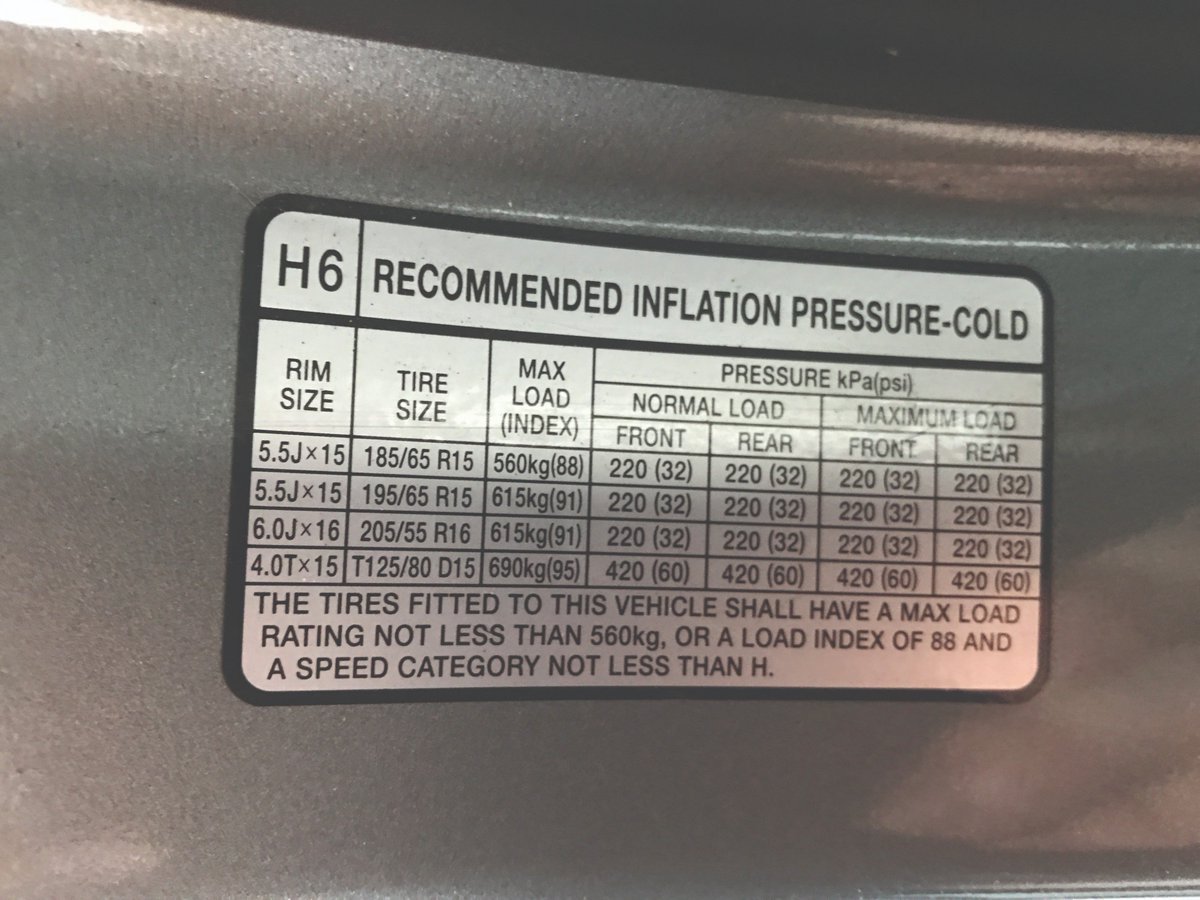 H6 RECOMMENDED INFLATION PRESSURE-COLD
RIM SIZE TIRE SIZE MAX LOAD (INDEX) PRESSURE kPa(psi)
NORMAL LOAD MAXIMUM LOAD
FRONT REAR FRONT REAR
5.5J×15 185/65 R15 560kg(88) 220 (32) 220 (32) 220 (32) 220 (32)
5.5J×15 195/65 R15 615kg(91) 220 (32) 220 (32) 220 (32) 220 (32)
6.0J×16 205/55 R16 615kg(91) 220 (32) 220 (32) 220 (32) 220 (32)
4.0T×15 T125/80 D15 690kg(95) 420 (60) 420 (60) 420 (60) 420 (60)
THE TIRES FITTED TO THIS VEHICLE SHALL HAVE A MAX LOAD
RATING NOT LESS THAN 560kg, OR A LOAD INDEX OF 88 AND
A SPEED CATEGORY NOT LESS THAN H.